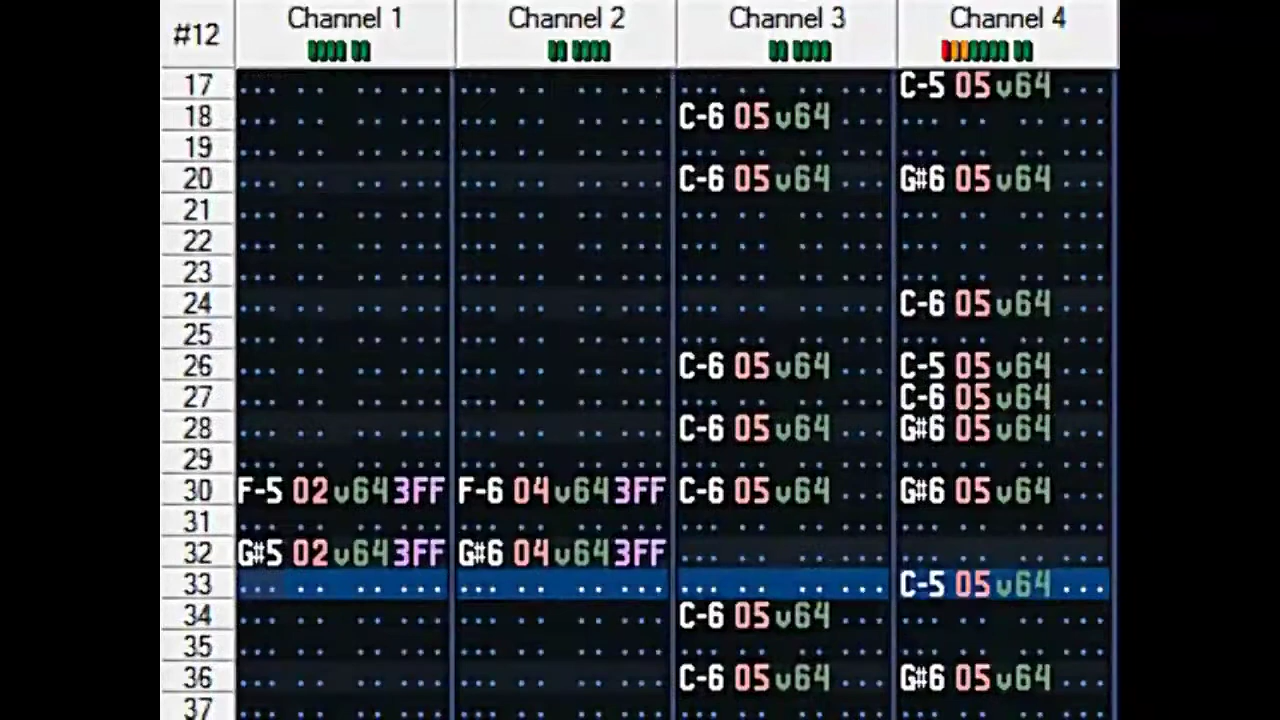 #12 Channel 1 Channel 2 Channel 3 Channel 4
17 ... .. .. ... ... .. .. ... ... .. .. ... C-5 05 v64 ...
18 ... .. .. ... ... .. .. ... C-6 05 v64 ... ... .. .. ...
19 ... .. .. ... ... .. .. ... ... .. .. ... ... .. .. ...
20 ... .. .. ... ... .. .. ... C-6 05 v64 ... G#6 05 v64 ...
21 ... .. .. ... ... .. .. ... ... .. .. ... ... .. .. ...
22 ... .. .. ... ... .. .. ... ... .. .. ... ... .. .. ...
23 ... .. .. ... ... .. .. ... ... .. .. ... ... .. .. ...
24 ... .. .. ... ... .. .. ... ... .. .. ... C-6 05 v64 ...
25 ... .. .. ... ... .. .. ... ... .. .. ... ... .. .. ...
26 ... .. .. ... ... .. .. ... C-6 05 v64 ... C-5 05 v64 ...
27 ... .. .. ... ... .. .. ... ... .. .. ... C-6 05 v64 ...
28 ... .. .. ... ... .. .. ... C-6 05 v64 ... G#6 05 v64 ...
29 ... .. .. ... ... .. .. ... ... .. .. ... ... .. .. ...
30 F-5 02 v64 3FF F-6 04 v64 3FF C-6 05 v64 ... G#6 05 v64 ...
31 ... .. .. ... ... .. .. ... ... .. .. ... ... .. .. ...
32 G#5 02 v64 3FF G#6 04 v64 3FF ... .. .. ... ... .. .. ...
33 ... .. .. ... ... .. .. ... ... .. .. ... C-5 05 v64 ...
34 ... .. .. ... ... .. .. ... C-6 05 v64 ... ... .. .. ...
35 ... .. .. ... ... .. .. ... ... .. .. ... ... .. .. ...
36 ... .. .. ... ... .. .. ... C-6 05 v64 ... G#6 05 v64 ...
37 ... .. .. ... ... .. .. ... ... .. .. ... ... .. .. ...